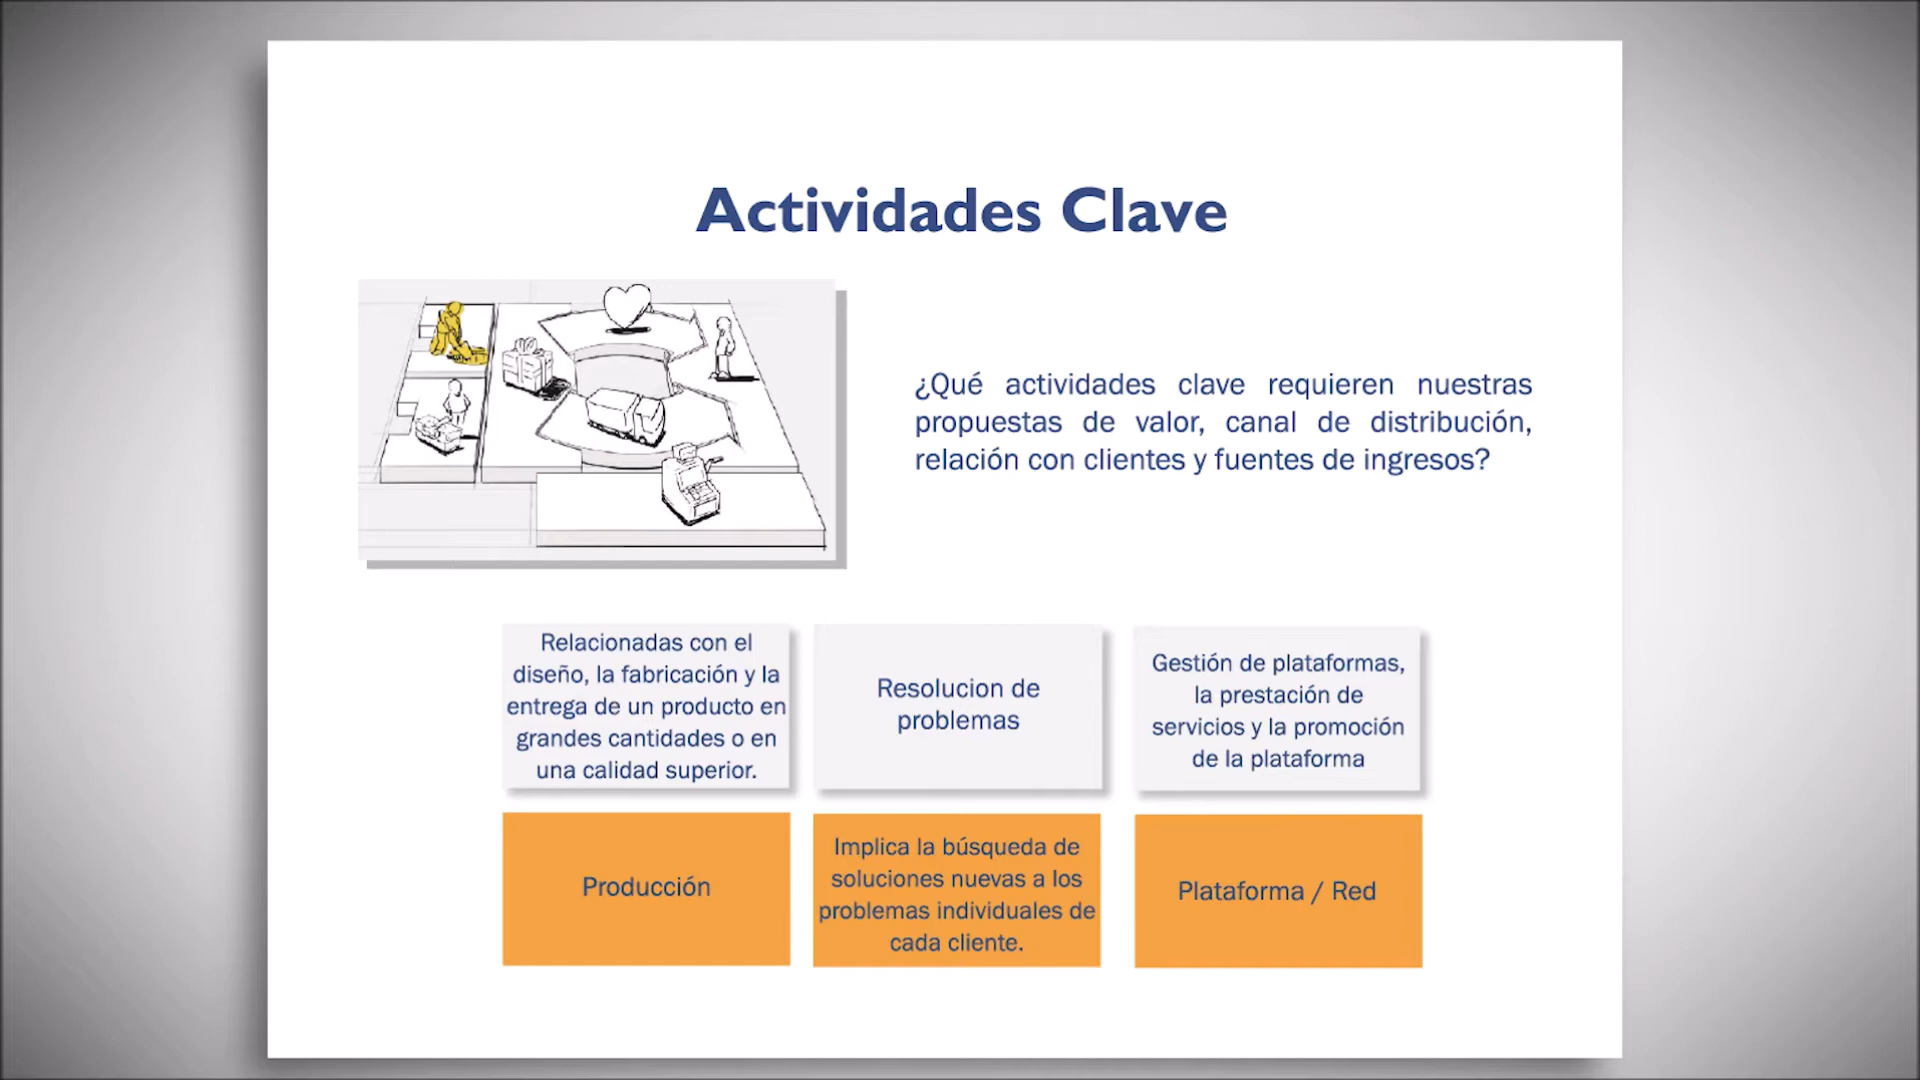 Actividades Clave
¿Qué actividades clave requieren nuestras
propuestas de valor, canal de distribución,
relación con clientes y fuentes de ingresos?
Relacionadas con el
diseño, la fabricación y la
entrega de un producto en
grandes cantidades o en
una calidad superior.
Resolucion de
problemas
Gestión de plataformas,
la prestación de
servicios y la promoción
de la plataforma
Producción
Implica la búsqueda de
soluciones nuevas a los
problemas individuales de
cada cliente.
Plataforma / Red